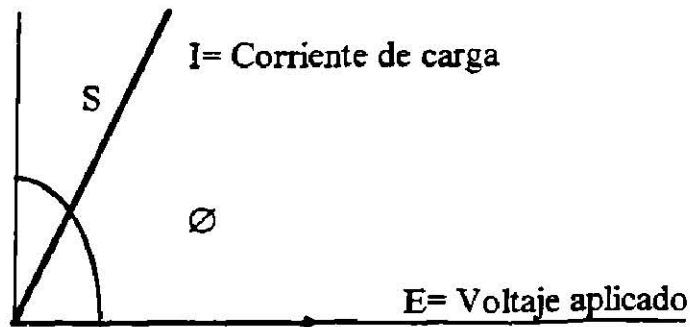 I= Corriente de carga
S
Ø
E= Voltaje aplicado